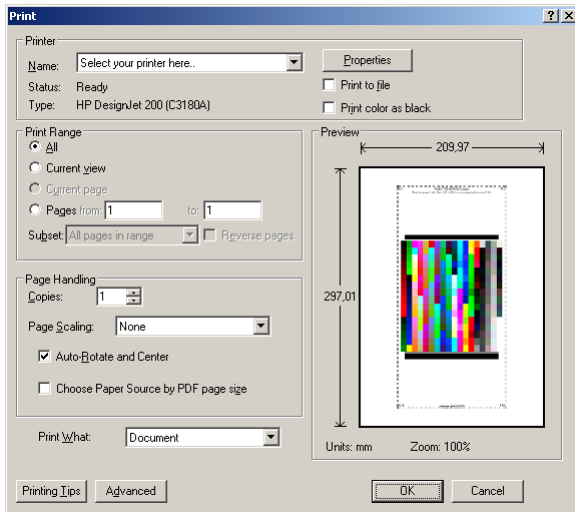 Print
Printer
Name: Select your printer here.. Properties
Status: Ready Print to file
Type: HP DesignJet 200 (C3180A) Print color as black
Print Range
All
Current view
Current page
Pages from: 1 to: 1
Subset: All pages in range Reverse pages
Page Handling
Copies: 1
Page Scaling: None
Auto-Rotate and Center
Choose Paper Source by PDF page size
Print What: Document
Preview
209,97
297,01
Units: mm Zoom: 100%
Printing Tips Advanced OK Cancel